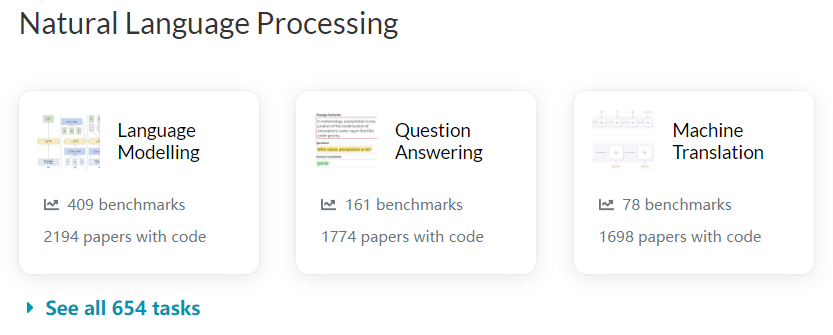 Natural Language Processing
Language
Modelling
409 benchmarks
2194 papers with code
Question
Answering
161 benchmarks
1774 papers with code
Machine
Translation
78 benchmarks
1698 papers with code
See all 654 tasks